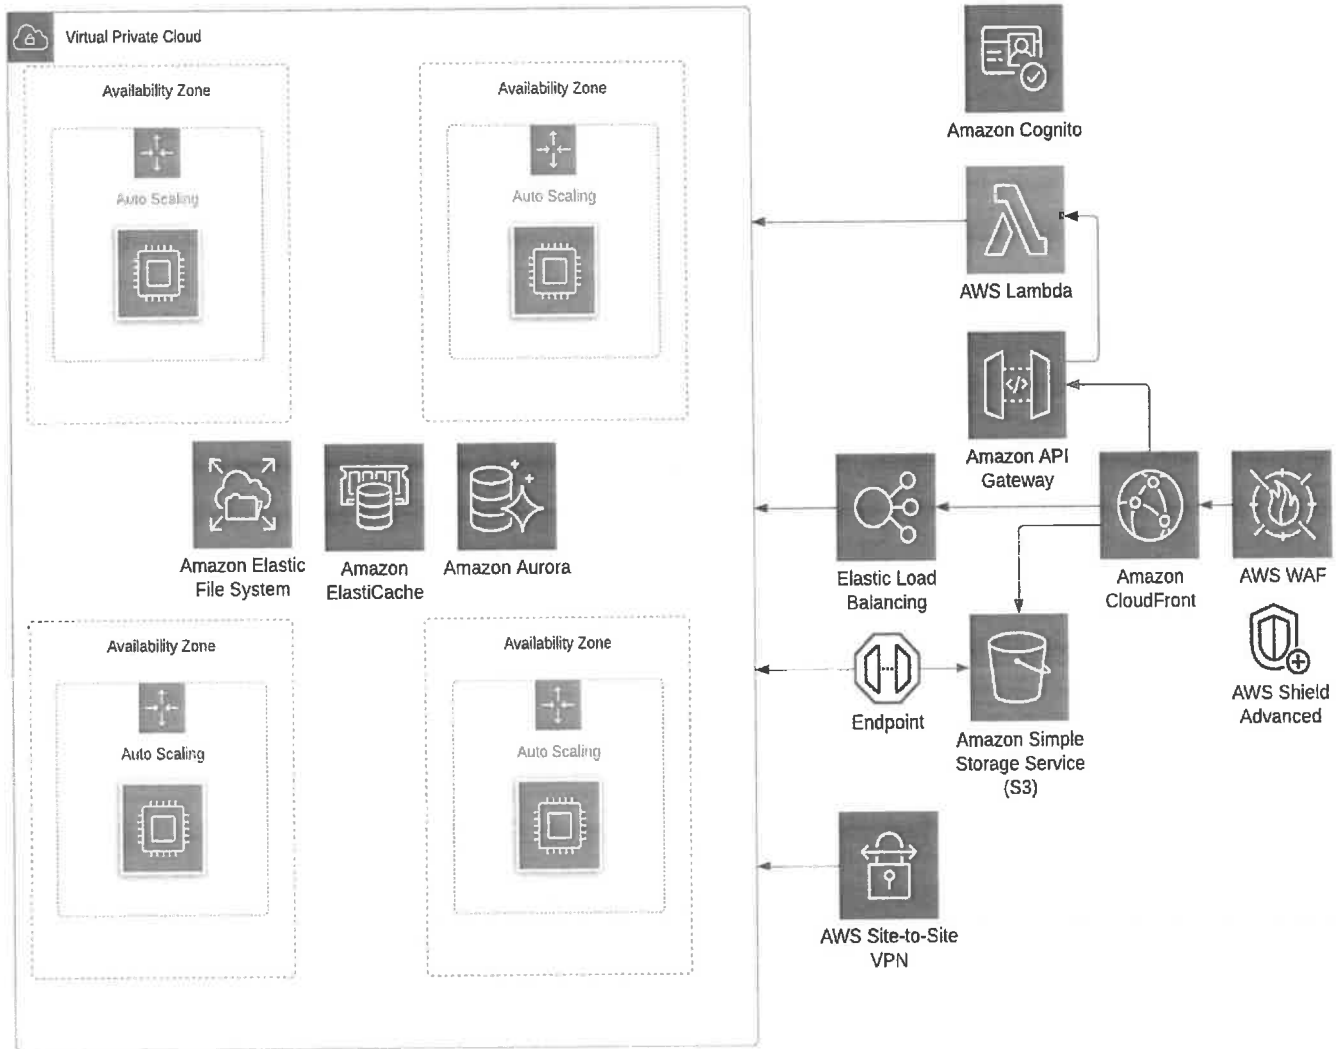 Virtual Private Cloud
Availability Zone
Auto Scaling
Availability Zone
Auto Scaling
Amazon Elastic
File System
Amazon
ElastiCache
Amazon Aurora
Availability Zone
Auto Scaling
Availability Zone
Auto Scaling
Amazon Cognito
AWS Lambda
</>
Amazon API
Gateway
Elastic Load
Balancing
Amazon
CloudFront
AWS WAF
AWS Shield
Advanced
Endpoint
Amazon Simple
Storage Service
(S3)
AWS Site-to-Site
VPN